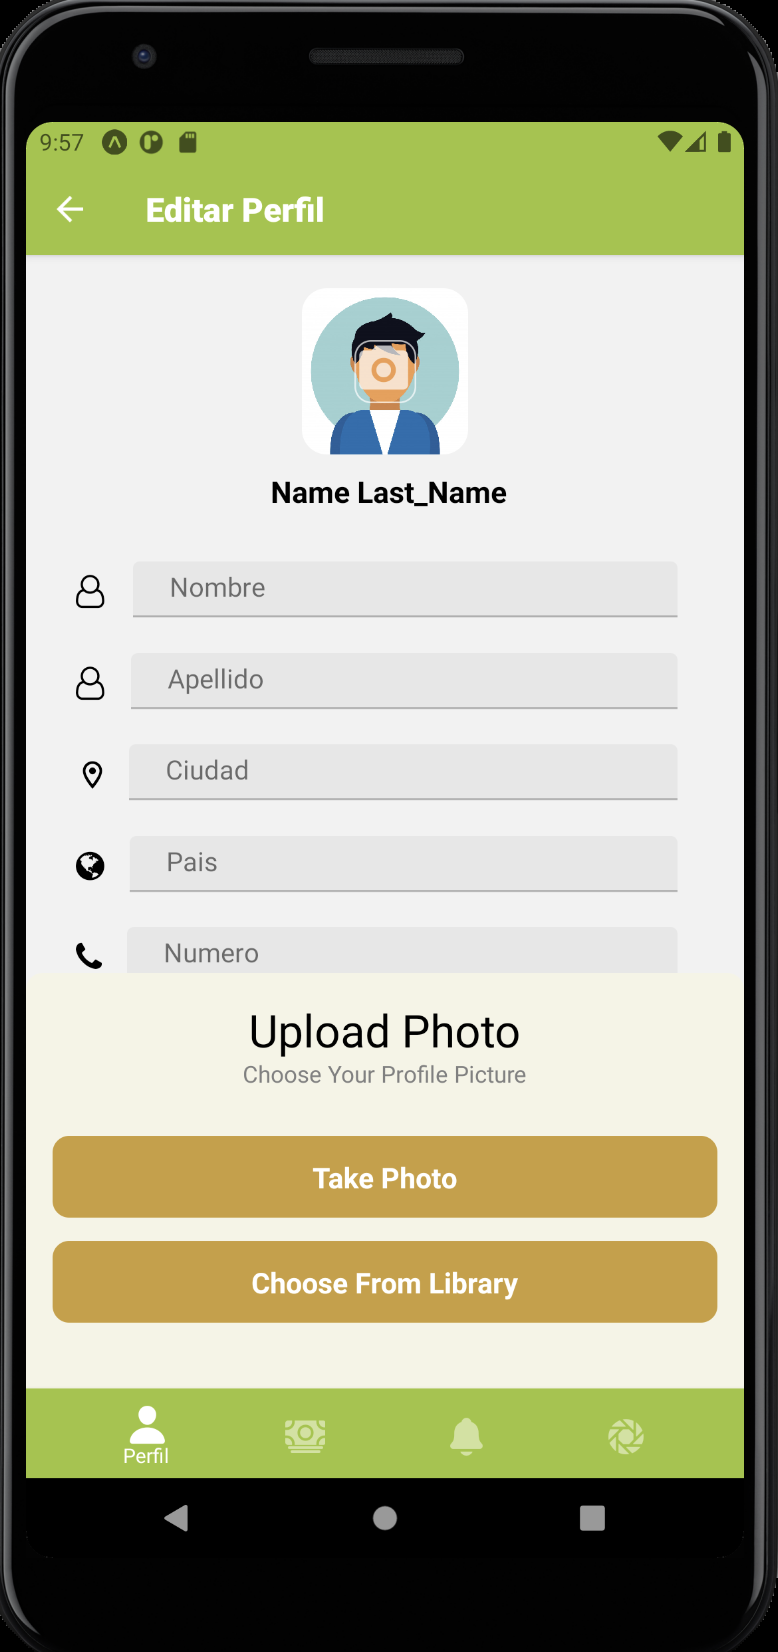 9:57
Editar Perfil
Name Last_Name
Nombre
Apellido
Ciudad
Pais
Numero
Upload Photo
Choose Your Profile Picture
Take Photo
Choose From Library
Perfil